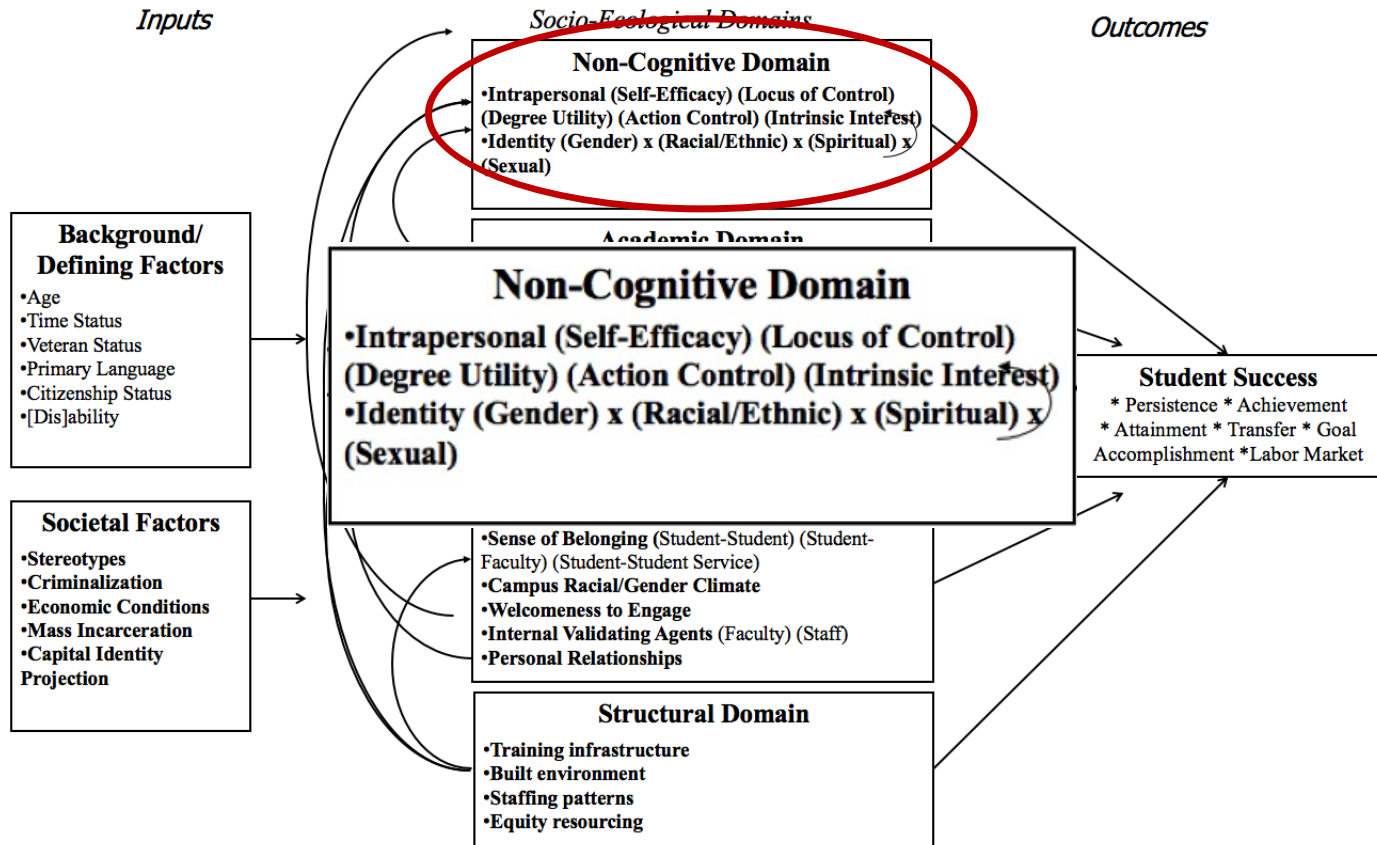 Inputs
Socio-Ecological Domains
Outcomes
Non-Cognitive Domain
•Intrapersonal (Self-Efficacy) (Locus of Control)
(Degree Utility) (Action Control) (Intrinsic Interest)
•Identity (Gender) x (Racial/Ethnic) x (Spiritual) x
(Sexual)
Background/
Defining Factors
•Age
•Time Status
•Veteran Status
•Primary Language
•Citizenship Status
•[Dis]ability
Societal Factors
•Stereotypes
•Criminalization
•Economic Conditions
•Mass Incarceration
•Capital Identity
Projection
Academic Domain
Non-Cognitive Domain
•Intrapersonal (Self-Efficacy) (Locus of Control)
(Degree Utility) (Action Control) (Intrinsic Interest)
•Identity (Gender) x (Racial/Ethnic) x (Spiritual) x
(Sexual)
•Sense of Belonging (Student-Student) (Student-
Faculty) (Student-Student Service)
•Campus Racial/Gender Climate
•Welcomeness to Engage
•Internal Validating Agents (Faculty) (Staff)
•Personal Relationships
Structural Domain
•Training infrastructure
•Built environment
•Staffing patterns
•Equity resourcing
Student Success
* Persistence * Achievement
* Attainment * Transfer * Goal
Accomplishment *Labor Market